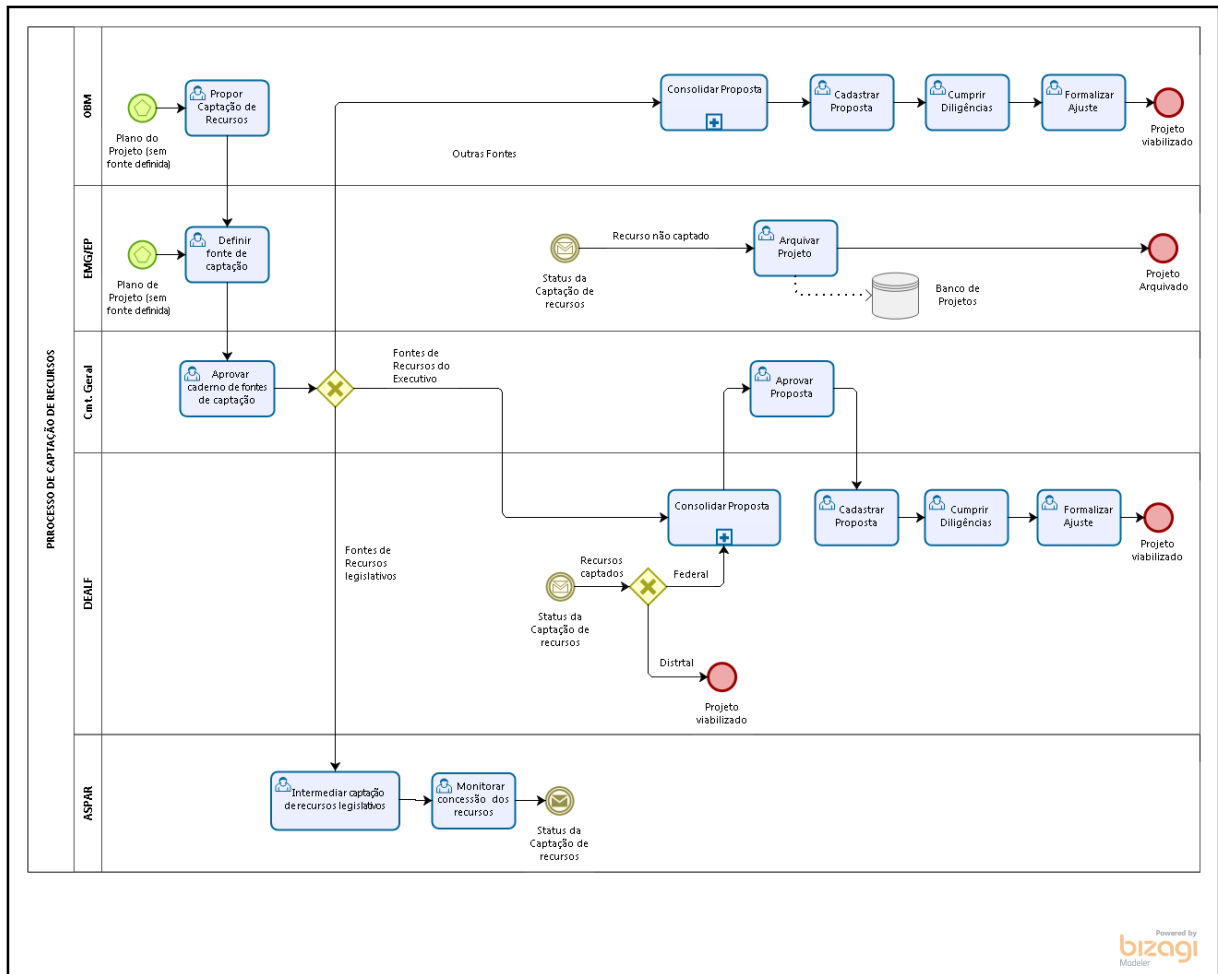 PRROCESO DE CAPTAÇÃO DE RECURSOS
OBM
Plano do
Projeto (sem
fonte definida)
Propor
Captação de
Recursos
Outras Fontes
Consolidar Proposta
Cadastrar
Proposta
Cumprir
Diligências
Formalizar
Ajuste
Projeto
viabilizado
EMG/EP
Plano de
Projeto (sem
fonte definida)
Definir
fonte de
captação
Status da
Captação de
recursos
Recurso não captado
Arquivar
Projeto
Banco de
Projetos
Projeto
Arquivado
Cmt. Geral
Aprovar
caderno de fontes
de captação
Fontes de
Recursos do
Executivo
Aprovar
Proposta
DEALF
Fontes de
Recursos
legislativos
Consolidar Proposta
Cadastrar
Proposta
Cumprir
Diligências
Formalizar
Ajuste
Projeto
viabilizado
Recursos
captados
Status da
Captação de
recursos
Federal
Distrtal
Projeto
viabilizado
ASPAR
Intermediar captação
de recursos legislativos
Monitorar
concessão dos
recursos
Status da
Captação de
recursos
Powered by
bizagi
Modeler